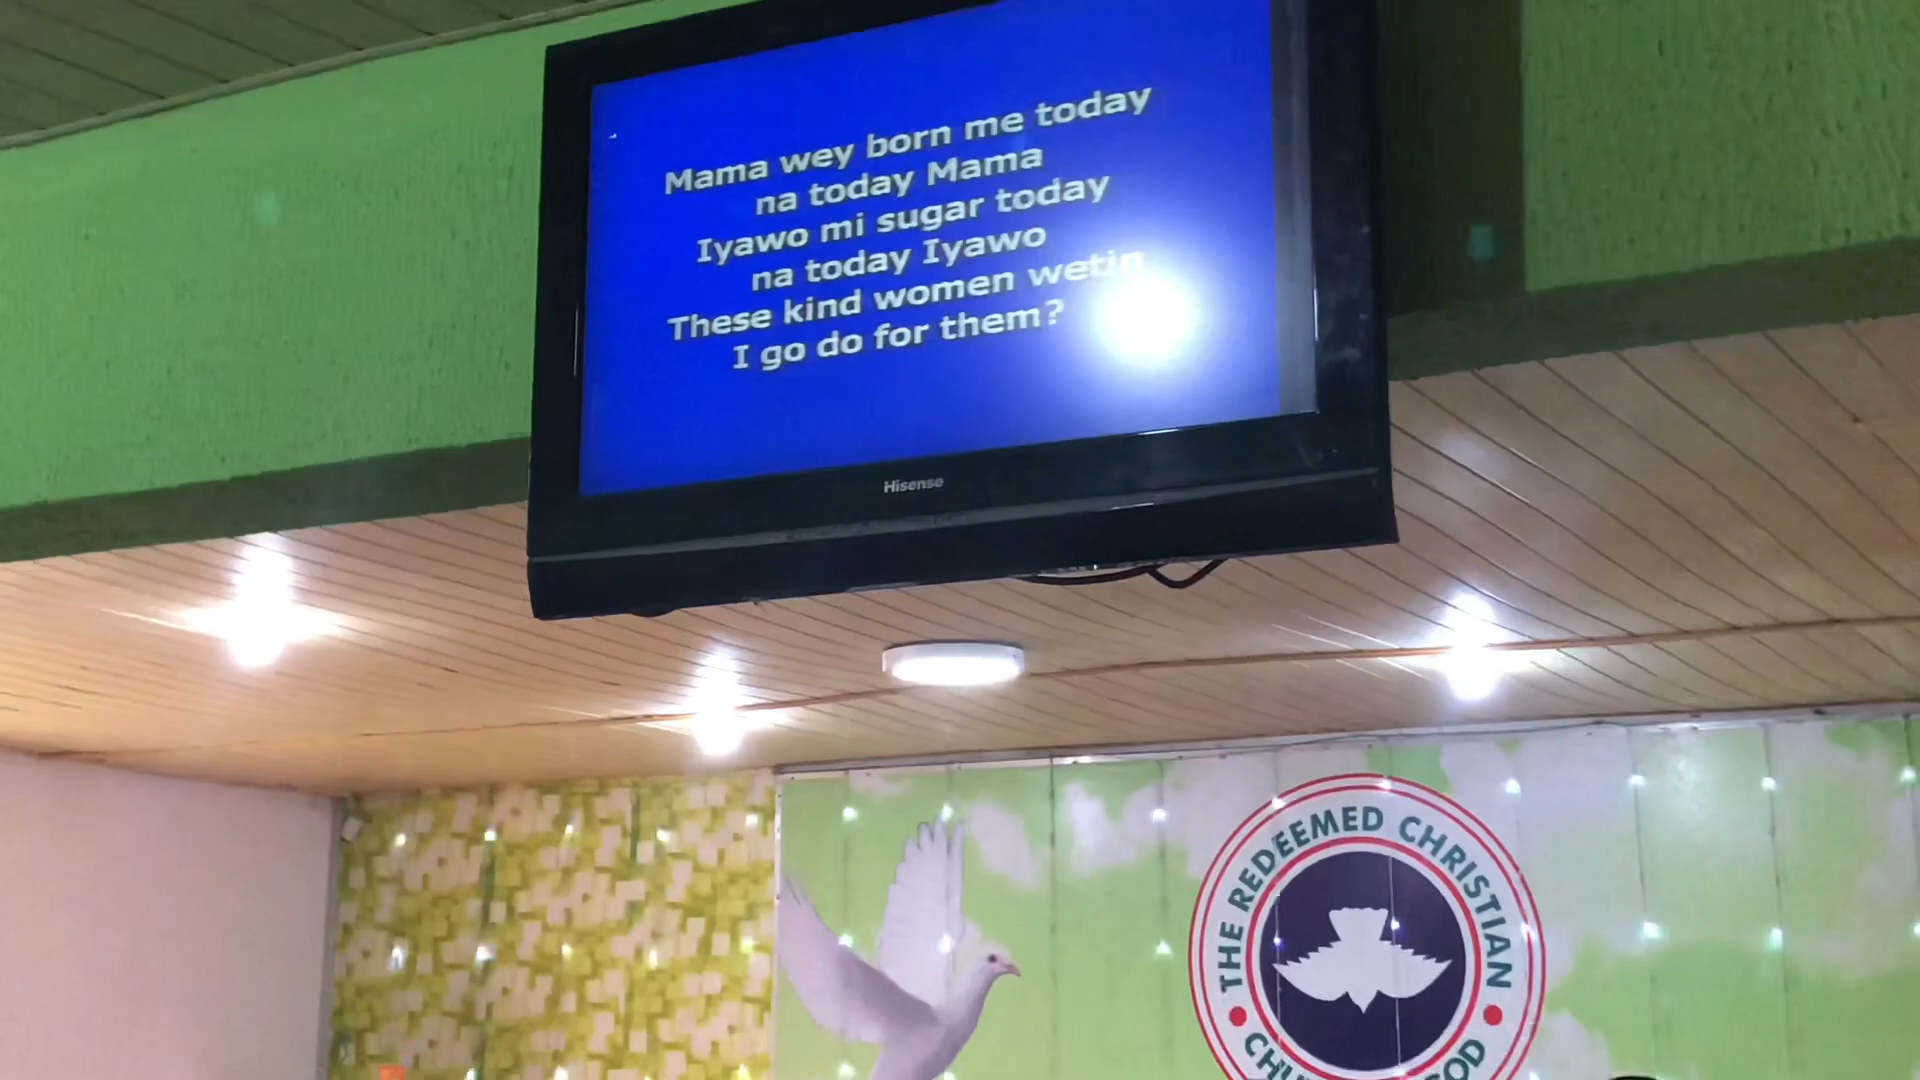 Mama wey born me today
na today Mama
Iyawo mi sugar today
na today Iyawo
These kind women wetin
I go do for them?
Hisense
THE REDEEMED CHRISTIAN